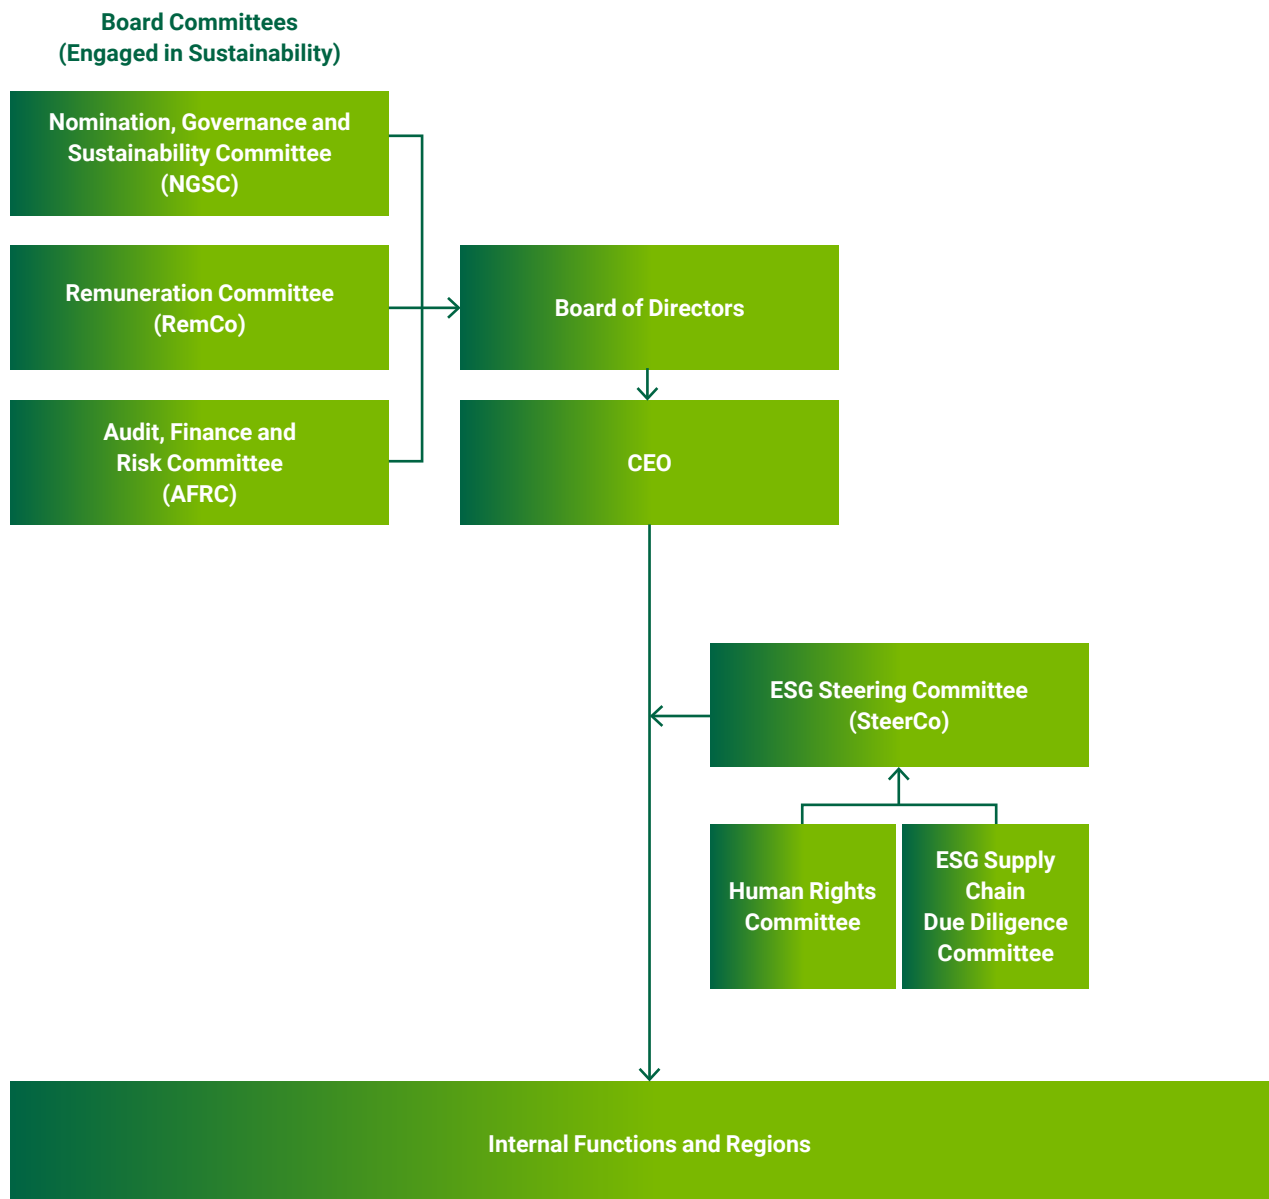 Board Committees
(Engaged in Sustainability)
Nomination, Governance and
Sustainability Committee
(NGSC)
Remuneration Committee
(RemCo)
Board of Directors
Audit, Finance and
Risk Committee
(AFRC)
CEO
ESG Steering Committee
(SteerCo)
Human Rights
Committee
ESG Supply
Chain
Due Diligence
Committee
Internal Functions and Regions